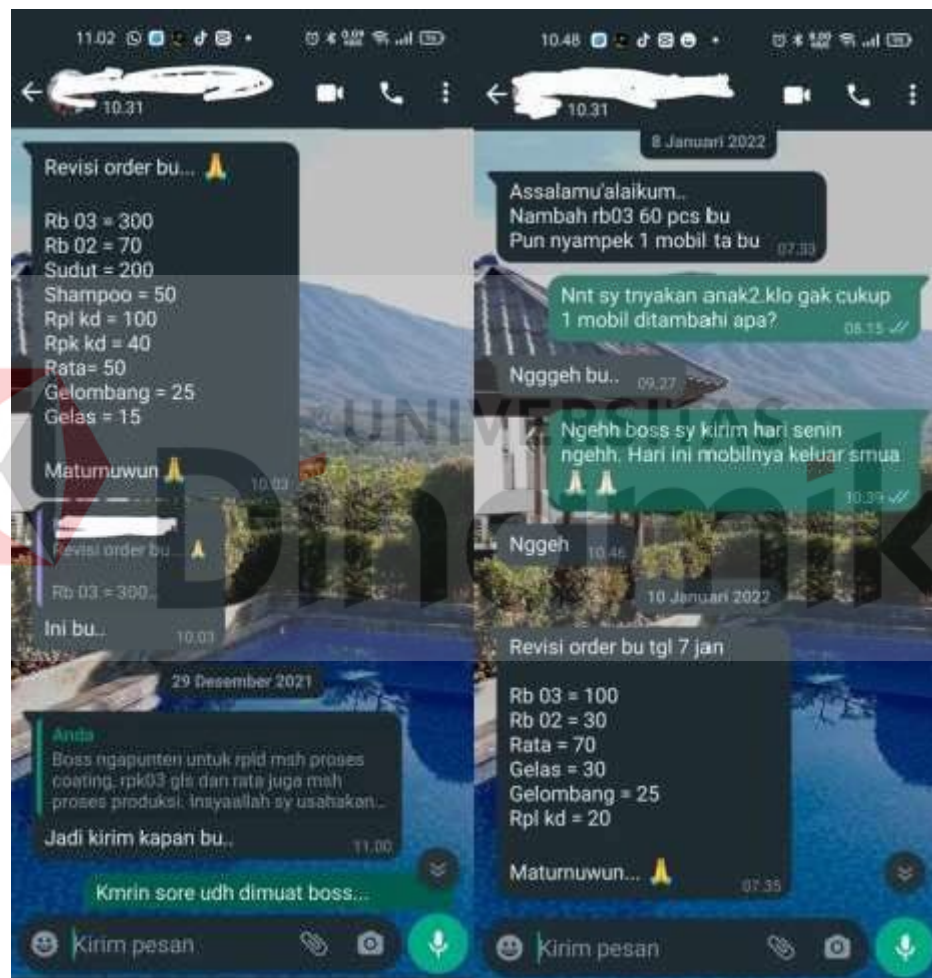 11.02
10.31
Revisi order bu... 🙏
Rb 03 = 300
Rb 02 = 70
Sudut = 200
Shampoo = 50
Rpl kd = 100
Rpk kd = 40
Rata= 50
Gelombang = 25
Gelas = 15
Maturnuwun 🙏
10.03
Revisi order bu... 🙏
Rb 03 = 300..
Ini bu..
10.03
29 Desember 2021
Anda
Boss ngapunten untuk rpld msh proses
coating, rpk03 gls dan rata juga msh
proses produksi. Insyaallah sy usahakan...
Jadi kirim kapan bu..
11.00
Kmrin sore udh dimuat boss...
Kirim pesan
10.48
10.31
8 Januari 2022
Assalamu'alaikum..
Nambah rb03 60 pcs bu
Pun nyampek 1 mobil ta bu
07.33
Nnt sy tnyakan anak2.klo gak cukup
1 mobil ditambahi apa?
08.15
Ngggeh bu..
09.27
Ngehh boss sy kirim hari senin
ngehh. Hari ini mobilnya keluar smua
🙏🙏
10.39
Nggeh
10.46
10 Januari 2022
Revisi order bu tgl 7 jan
Rb 03 = 100
Rb 02 = 30
Rata = 70
Gelas = 30
Gelombang = 25
Rpl kd = 20
Maturnuwun... 🙏
07.35
Kirim pesan
UNIVERSITAS
Dinamik